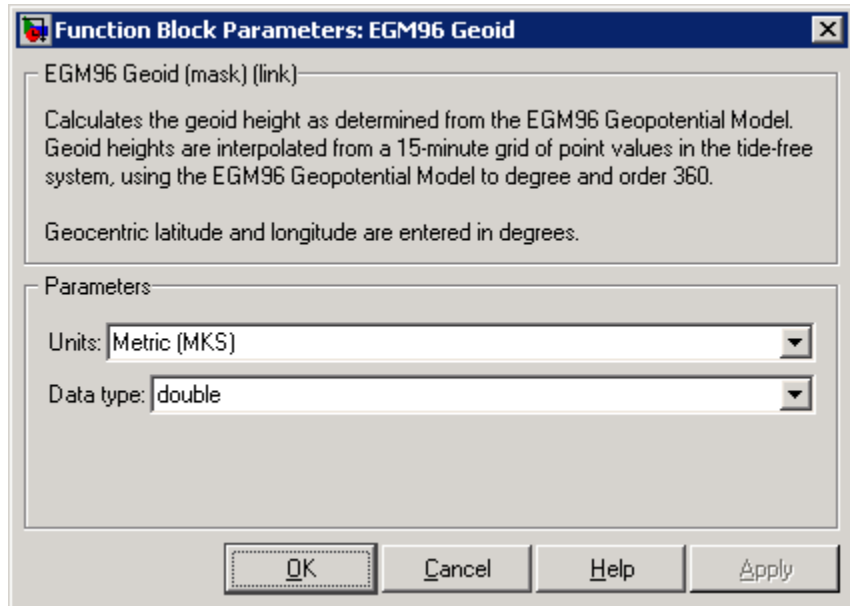 Function Block Parameters: EGM96 Geoid
EGM96 Geoid (mask) (link)
Calculates the geoid height as determined from the EGM96 Geopotential Model.
Geoid heights are interpolated from a 15-minute grid of point values in the tide-free
system, using the EGM96 Geopotential Model to degree and order 360.
Geocentric latitude and longitude are entered in degrees.
Parameters
Units: Metric (MKS)
Data type: double
OK Cancel Help Apply